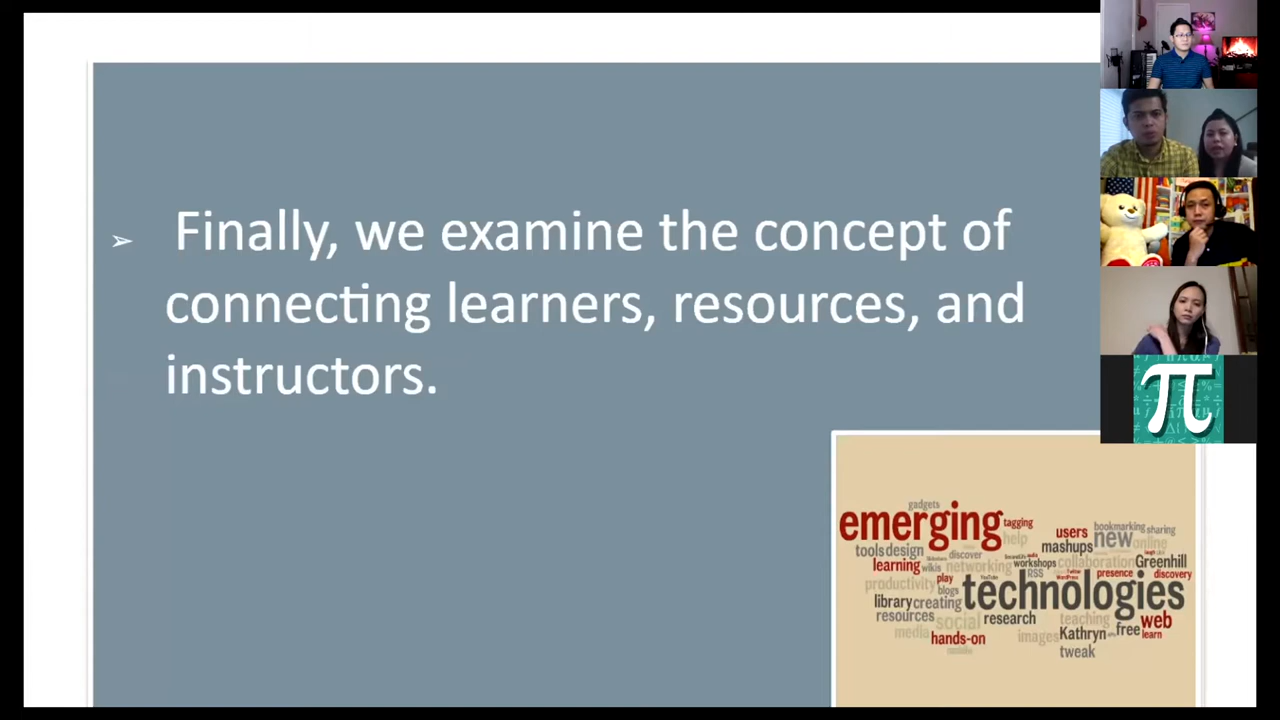 ➢ Finally, we examine the concept of
connecting learners, resources, and
instructors.
gadgets
emerging tagging
help
users
bookmarking sharing
mashups new online
tools design
discover
workshops collaboration Greenhill
learning wikis networking
RSS
presence discovery
productivity play
blogs
YouTube
WordPress
technologies
library creating
resources social
research
teaching
free web
media hands-on
images Kathryn
learn
tweak
π